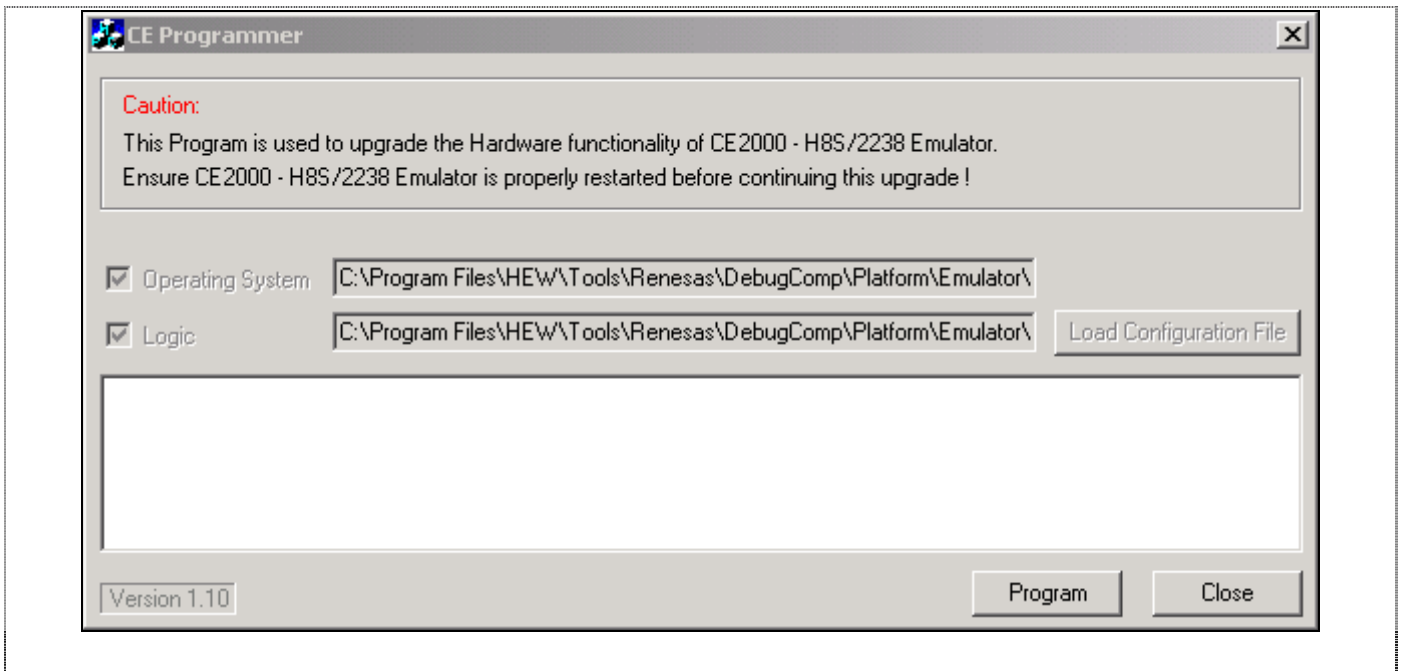 CE Programmer
Caution:
This Program is used to upgrade the Hardware functionality of CE2000 - H8S/2238 Emulator.
Ensure CE2000 - H8S/2238 Emulator is properly restarted before continuing this upgrade !
Operating System C:\Program Files\HEW\Tools\Renesas\DebugComp\Platform\Emulator\
Logic C:\Program Files\HEW\Tools\Renesas\DebugComp\Platform\Emulator\ Load Configuration File
Version 1.10 Program Close